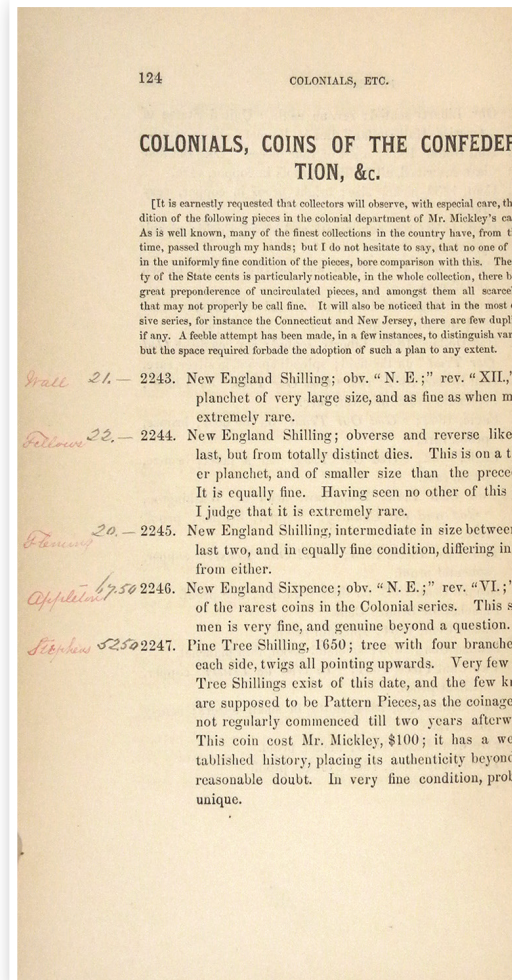 124 COLONIALS, ETC.
COLONIALS, COINS OF THE CONFEDER
TION, &c.
[It is earnestly requested that collectors will observe, with especial care, th
dition of the following pieces in the colonial department of Mr. Mickley's ca
As is well known, many of the finest collections in the country have, from t
time, passed through my hands; but I do not hesitate to say, that no one of
in the uniformly fine condition of the pieces, bore comparison with this. The
ty of the State cents is particularly noticable, in the whole collection, there b
great preponderence of uncirculated pieces, and amongst them all scarce
that may not properly be call fine. It will also be noticed that in the most
sive series, for instance the Connecticut and New Jersey, there are few dupl
if any. A feeble attempt has been made, in a few instances, to distinguish var
but the space required forbade the adoption of such a plan to any extent.
Wall 21.— 2243. New England Shilling; obv. “N. E.;” rev. “XII.,”
planchet of very large size, and as fine as when m
extremely rare.
Fellows 22.— 2244. New England Shilling; obverse and reverse like
last, but from totally distinct dies. This is on a t
er planchet, and of smaller size than the prece
It is equally fine. Having seen no other of this
I judge that it is extremely rare.
Fleming 20.— 2245. New England Shilling, intermediate in size between
last two, and in equally fine condition, differing in
from either.
Appleton 67.50 2246. New England Sixpence; obv. “N. E.;” rev. “VI.;”
of the rarest coins in the Colonial series. This s
men is very fine, and genuine beyond a question.
Stephens 5250 2247. Pine Tree Shilling, 1650; tree with four branche
each side, twigs all pointing upwards. Very few
Tree Shillings exist of this date, and the few kn
are supposed to be Pattern Pieces, as the coinage
not regularly commenced till two years afterw
This coin cost Mr. Mickley, $100; it has a we
tablished history, placing its authenticity beyond
reasonable doubt. In very fine condition, prob
unique.